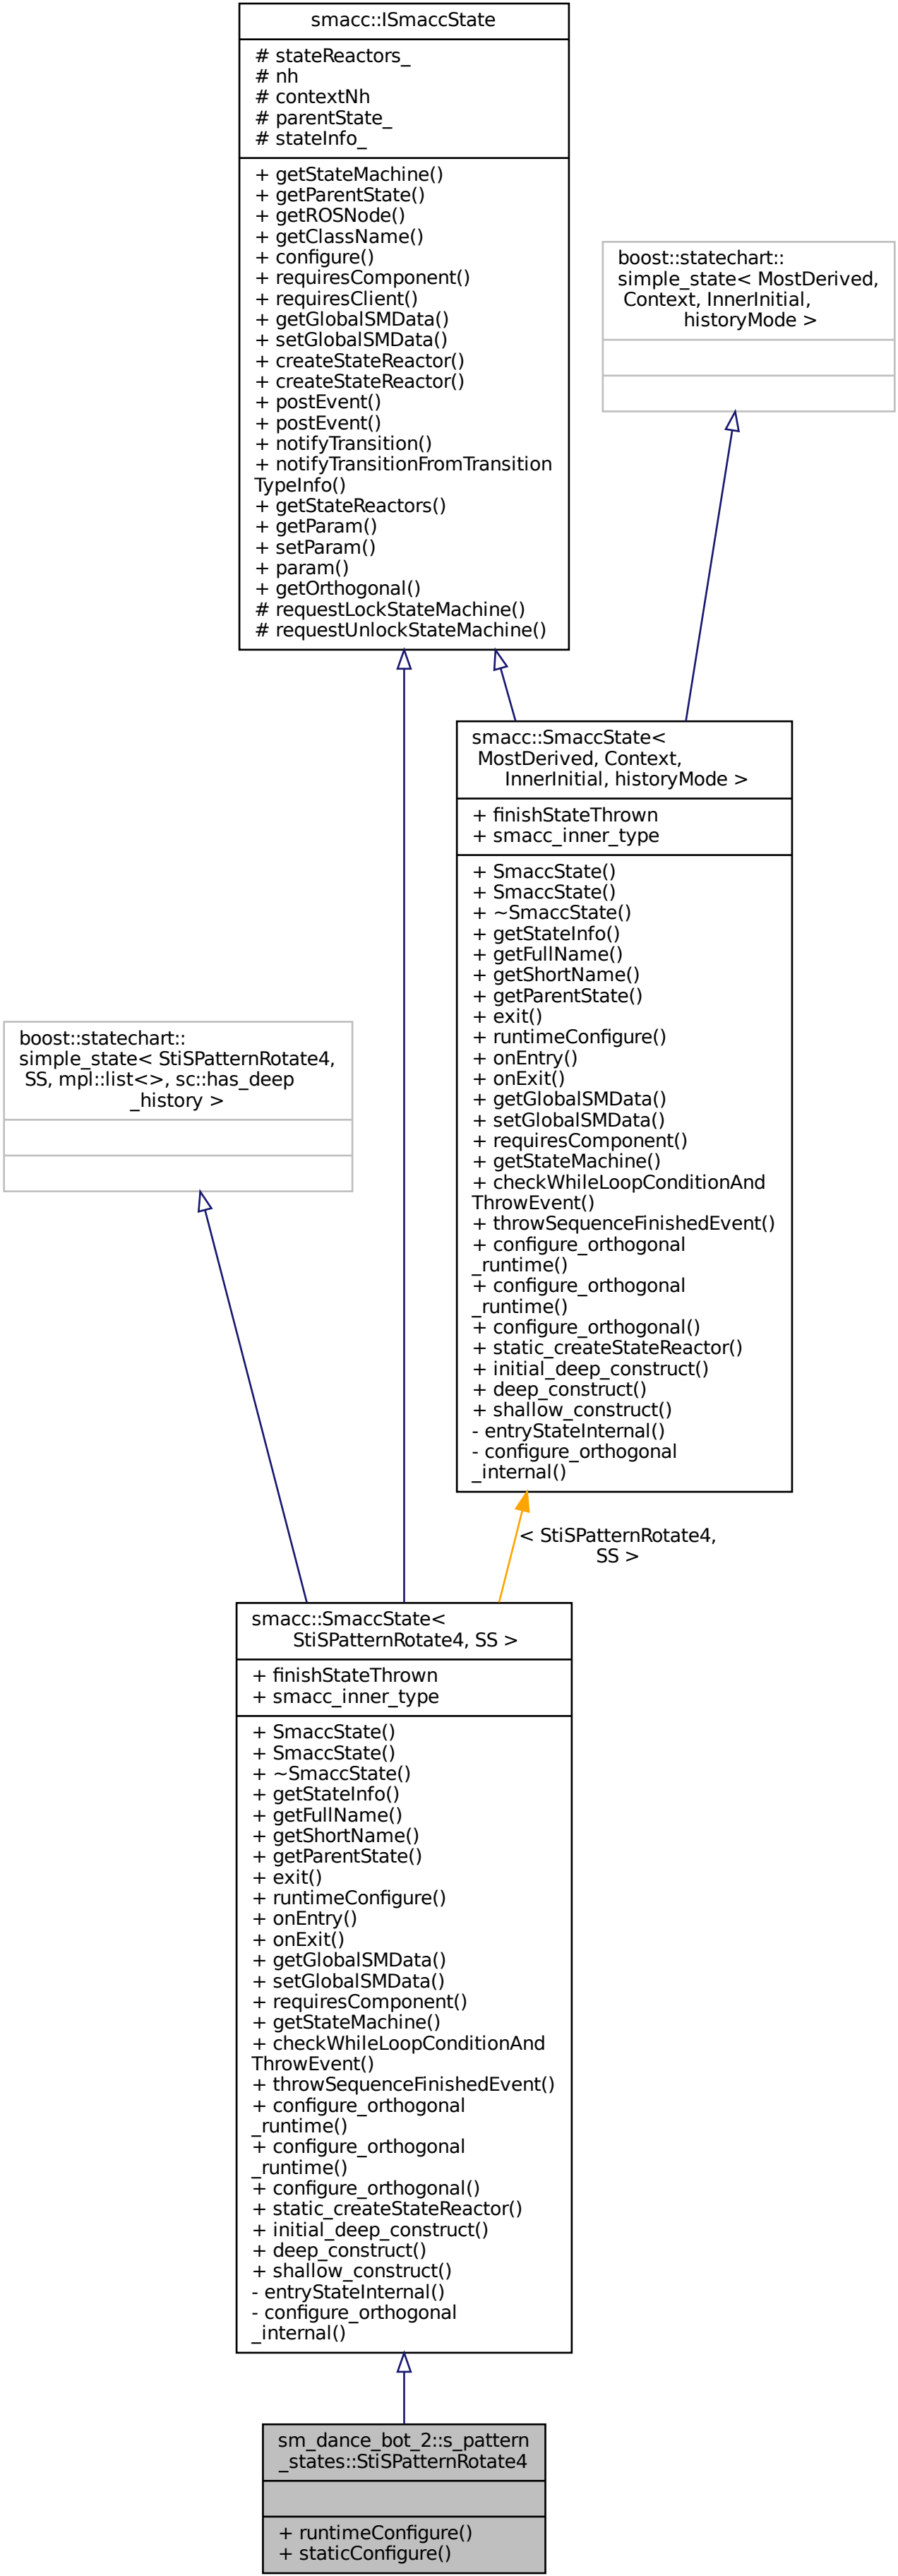 smacc::ISmaccState
# stateReactors_
# nh
# contextNh
# parentState_
# stateInfo_
+ getStateMachine()
+ getParentState()
+ getROSNode()
+ getClassName()
+ configure()
+ requiresComponent()
+ requiresClient()
+ getGlobalSMData()
+ setGlobalSMData()
+ createStateReactor()
+ createStateReactor()
+ postEvent()
+ postEvent()
+ notifyTransition()
+ notifyTransitionFromTransition
TypeInfo()
+ getStateReactors()
+ getParam()
+ setParam()
+ param()
+ getOrthogonal()
# requestLockStateMachine()
# requestUnlockStateMachine()
boost::statechart::
simple_state< MostDerived,
Context, InnerInitial,
historyMode >
smacc::SmaccState<
MostDerived, Context,
InnerInitial, historyMode >
+ finishStateThrown
+ smacc_inner_type
+ SmaccState()
+ SmaccState()
+ ~SmaccState()
+ getStateInfo()
+ getFullName()
+ getShortName()
+ getParentState()
+ exit()
+ runtimeConfigure()
+ onEntry()
+ onExit()
+ getGlobalSMData()
+ setGlobalSMData()
+ requiresComponent()
+ getStateMachine()
+ checkWhileLoopConditionAnd
ThrowEvent()
+ throwSequenceFinishedEvent()
+ configure_orthogonal
_runtime()
+ configure_orthogonal
_runtime()
+ configure_orthogonal()
+ static_createStateReactor()
+ initial_deep_construct()
+ deep_construct()
+ shallow_construct()
- entryStateInternal()
- configure_orthogonal
_internal()
boost::statechart::
simple_state< StiSPatternRotate4,
SS, mpl::list<>, sc::has_deep
_history >
< StiSPatternRotate4,
SS >
smacc::SmaccState<
StiSPatternRotate4, SS >
+ finishStateThrown
+ smacc_inner_type
+ SmaccState()
+ SmaccState()
+ ~SmaccState()
+ getStateInfo()
+ getFullName()
+ getShortName()
+ getParentState()
+ exit()
+ runtimeConfigure()
+ onEntry()
+ onExit()
+ getGlobalSMData()
+ setGlobalSMData()
+ requiresComponent()
+ getStateMachine()
+ checkWhileLoopConditionAnd
ThrowEvent()
+ throwSequenceFinishedEvent()
+ configure_orthogonal
_runtime()
+ configure_orthogonal
_runtime()
+ configure_orthogonal()
+ static_createStateReactor()
+ initial_deep_construct()
+ deep_construct()
+ shallow_construct()
- entryStateInternal()
- configure_orthogonal
_internal()
sm_dance_bot_2::s_pattern
_states::StiSPatternRotate4
+ runtimeConfigure()
+ staticConfigure()